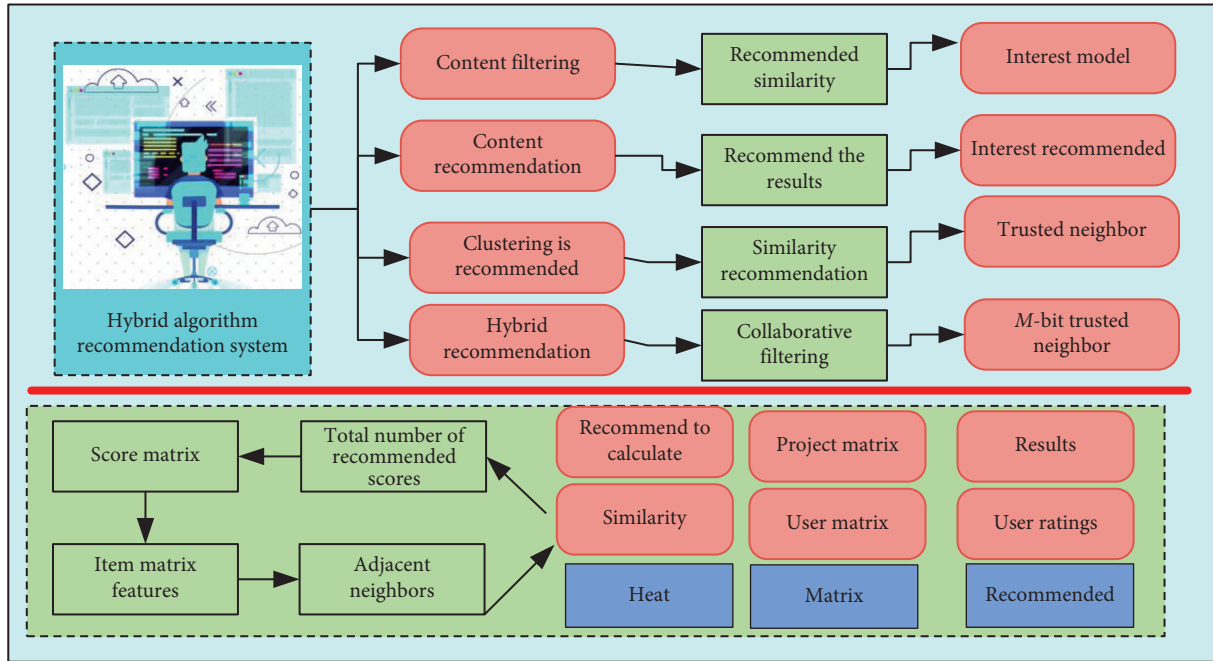 Hybrid algorithm
recommendation system
Content filtering
Recommended
similarity
Interest model
Content
recommendation
Recommend the
results
Interest recommended
Clustering is
recommended
Similarity
recommendation
Trusted neighbor
Hybrid
recommendation
Collaborative
filtering
M-bit trusted
neighbor
Score matrix
Total number of
recommended
scores
Item matrix
features
Adjacent
neighbors
Recommend to
calculate
Project matrix
Results
Similarity
User matrix
User ratings
Heat
Matrix
Recommended